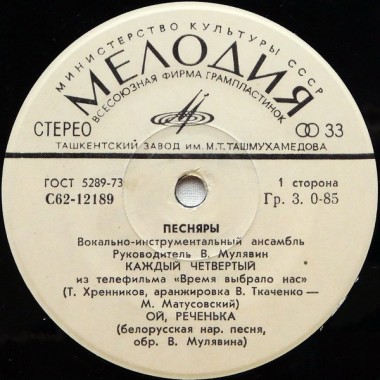 МИНИСТЕРСТВО КУЛЬТУРЫ СССР
МЕЛОДИЯ
ВСЕСОЮЗНАЯ ФИРМА ГРАМПЛАСТИНОК
СТЕРЕО
33
ТАШКЕНТСКИЙ ЗАВОД ИМ. М.Т. ТАШМУХАМЕДОВА
ГОСТ 5289-73
1 сторона
С62-12189
Гр. 3. 0-85
ПЕСНЯРЫ
Вокально-инструментальный ансамбль
Руководитель В. Мулявин
КАЖДЫЙ ЧЕТВЕРТЫЙ
из телефильма «Время выбрало нас»
(Т. Хренников, аранжировка В. Ткаченко —
М. Матусовский)
ОЙ, РЕЧЕНЬКА
(белорусская нар. песня,
обр. В. Мулявина)